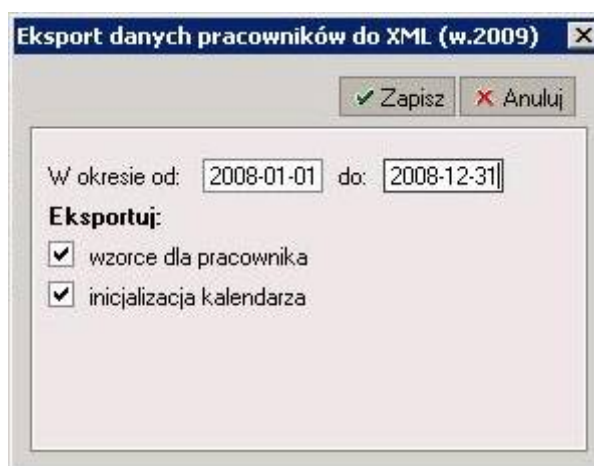 Eksport danych pracowników do XML (w.2009)
Zapisz Anuluj
W okresie od: 2008-01-01 do: 2008-12-31
Eksportuj:
wzorce dla pracownika
inicjalizacja kalendarza